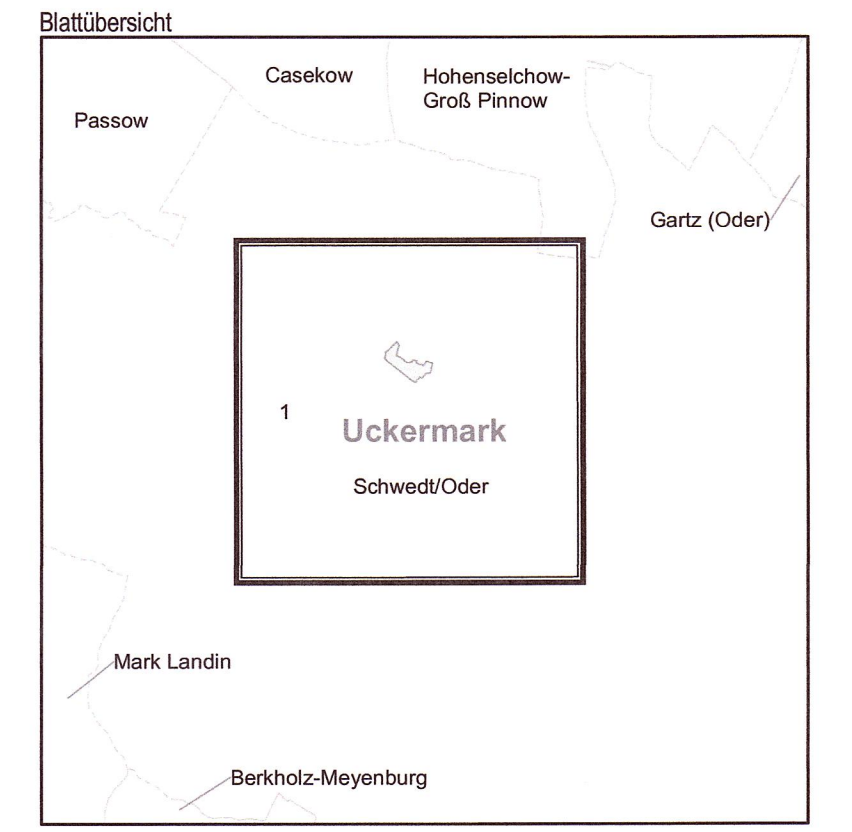 Blattübersicht
Casekow
Hohenselchow-
Groß Pinnow
Passow
Gartz (Oder)
1
Uckermark
Schwedt/Oder
Mark Landin
Berkholz-Meyenburg